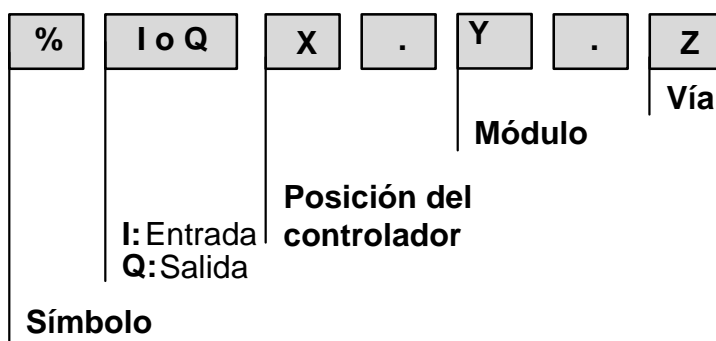 % I o Q X . Y . Z
Vía
Módulo
Posición del
controlador
I: Entrada
Q: Salida
Símbolo